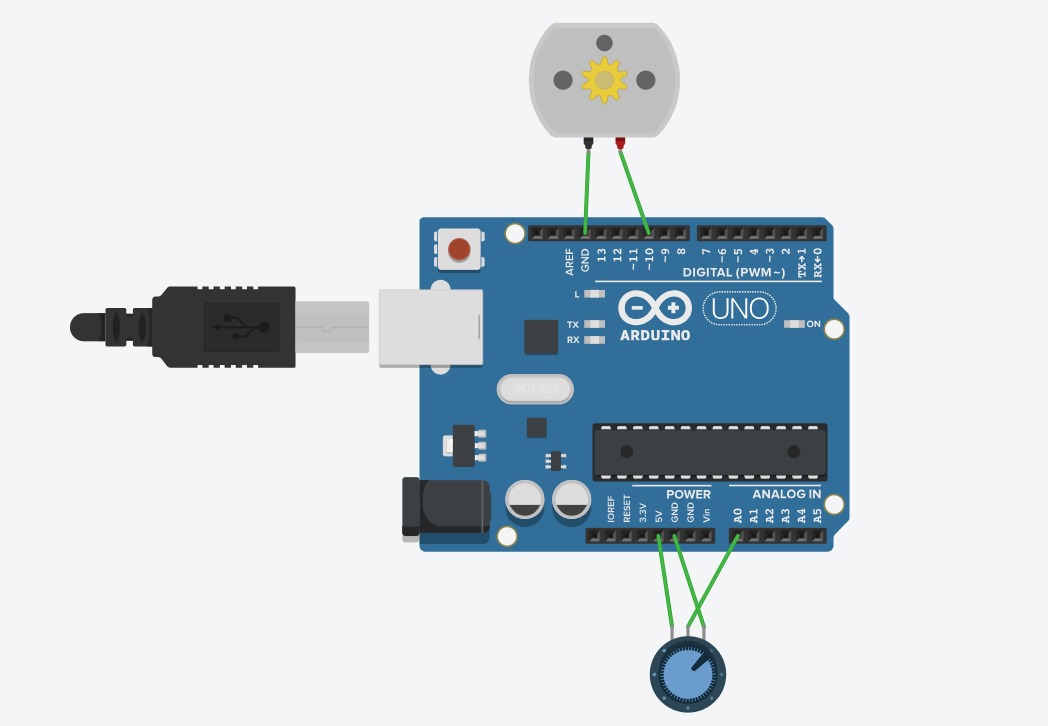 AREF
GND
13
12
~11
~10
~9
8
7
~6
~5
4
~3
2
TX→1
RX←0
DIGITAL (PWM~)
L
TX
RX
UNO
ON
ARDUINO
POWER
ANALOG IN
IOREF
RESET
3.3V
5V
GND
GND
Vin
A0
A1
A2
A3
A4
A5